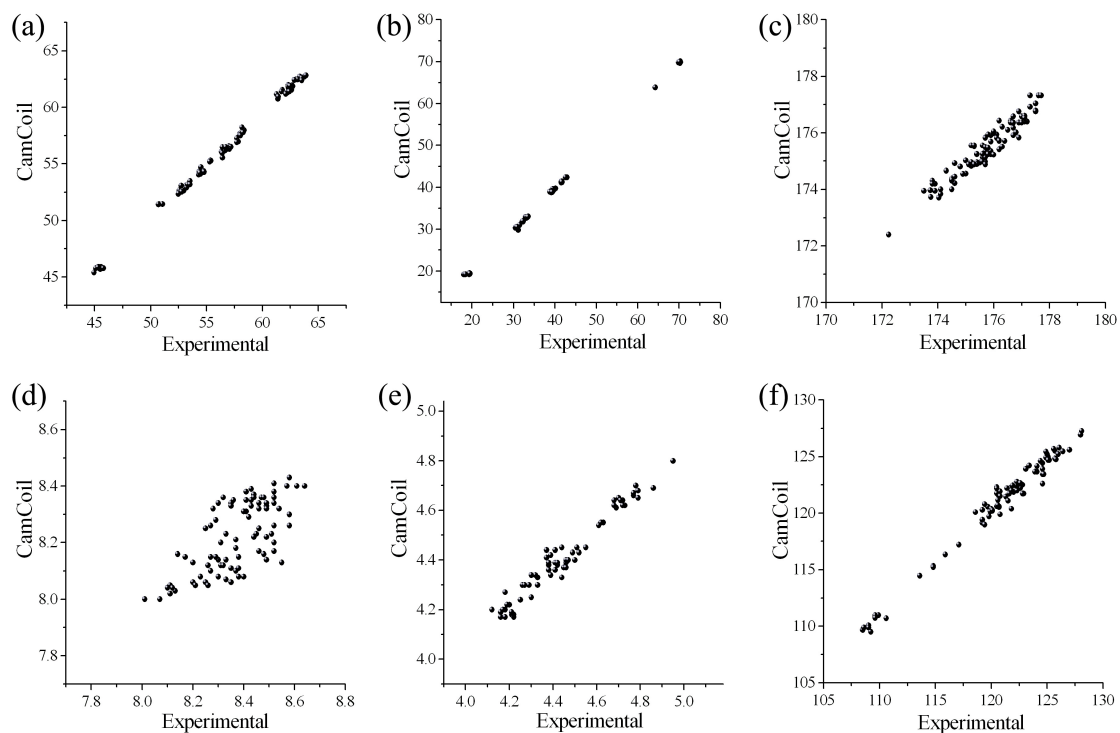 (a)
65
60
55
50
45
CamCoil
45 50 55 60 65
Experimental
(b)
80
70
60
50
40
30
20
CamCoil
20 30 40 50 60 70 80
Experimental
(c)
180
178
176
174
172
170
CamCoil
170 172 174 176 178 180
Experimental
(d)
8.6
8.4
8.2
8.0
7.8
CamCoil
7.8 8.0 8.2 8.4 8.6 8.8
Experimental
(e)
5.0
4.8
4.6
4.4
4.2
4.0
CamCoil
4.0 4.2 4.4 4.6 4.8 5.0
Experimental
(f)
130
125
120
115
110
105
CamCoil
105 110 115 120 125 130
Experimental